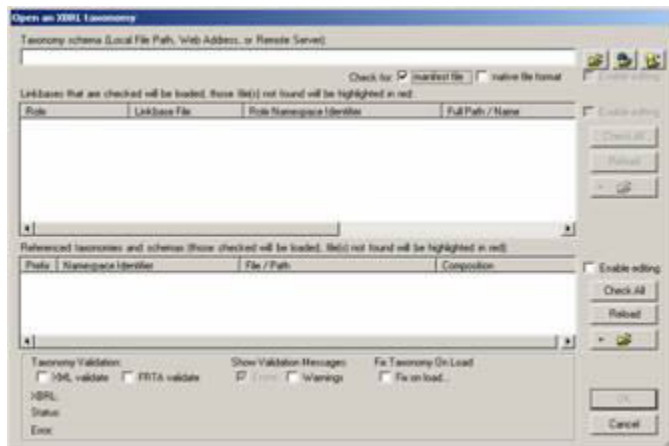 Open an XBRL taxonomy
Taxonomy schema (Local File Path, Web Address, or Remote Server):
Check for: manifest file native file format Enable editing
Linkbases that are checked will be loaded, those file(s) not found will be highlighted in red:
Role Linkbase File Role Namespace Identifier Full Path / Name Enable editing
Check All
Reload
Referenced taxonomies and schemas (those checked will be loaded, file(s) not found will be highlighted in red)
Prefix Namespace Identifier File / Path Composition Enable editing
Check All
Reload
Taxonomy Validation: Show Validation Messages: Fix Taxonomy On Load
XML validate FRTA validate Errors Warnings Fix on load...
XBRL:
Status:
Error:
OK
Cancel